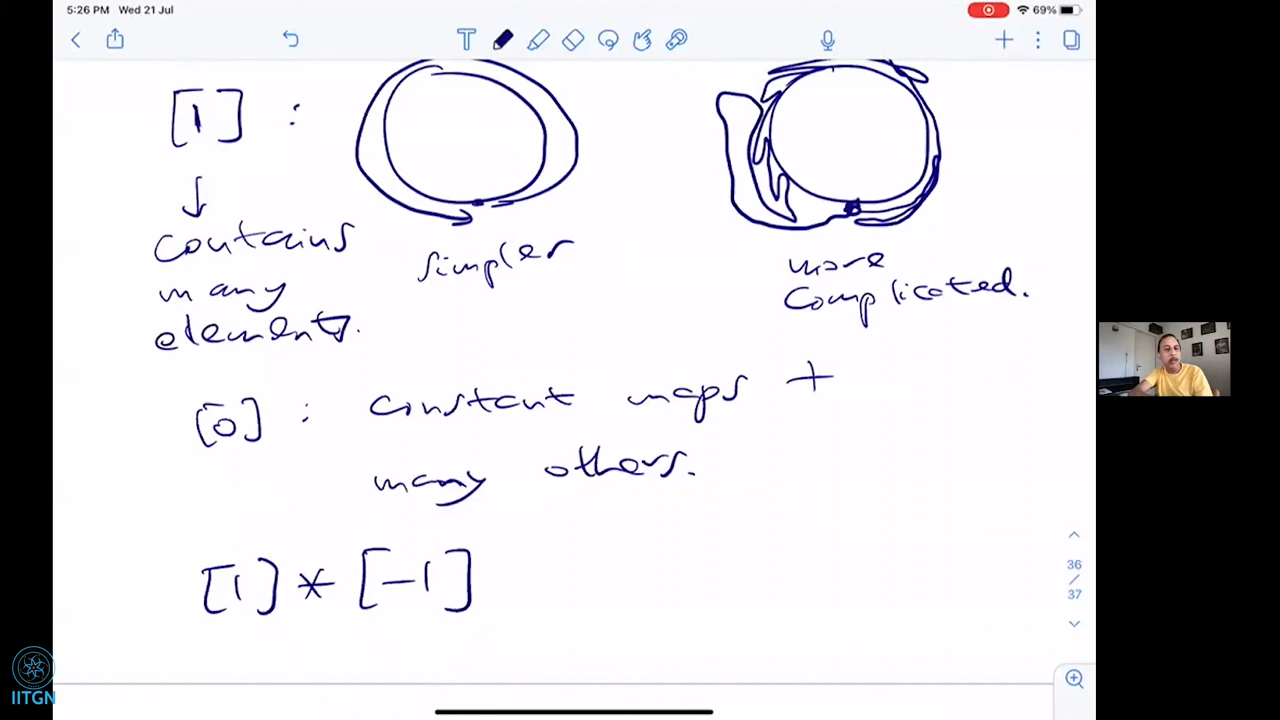 5:26 PM Wed 21 Jul
69%
[1] :
contains
many
elements.
simpler
more
complicated.
[0] : constant maps +
many others.
[1] * [-1]
36
/
37
IITGN